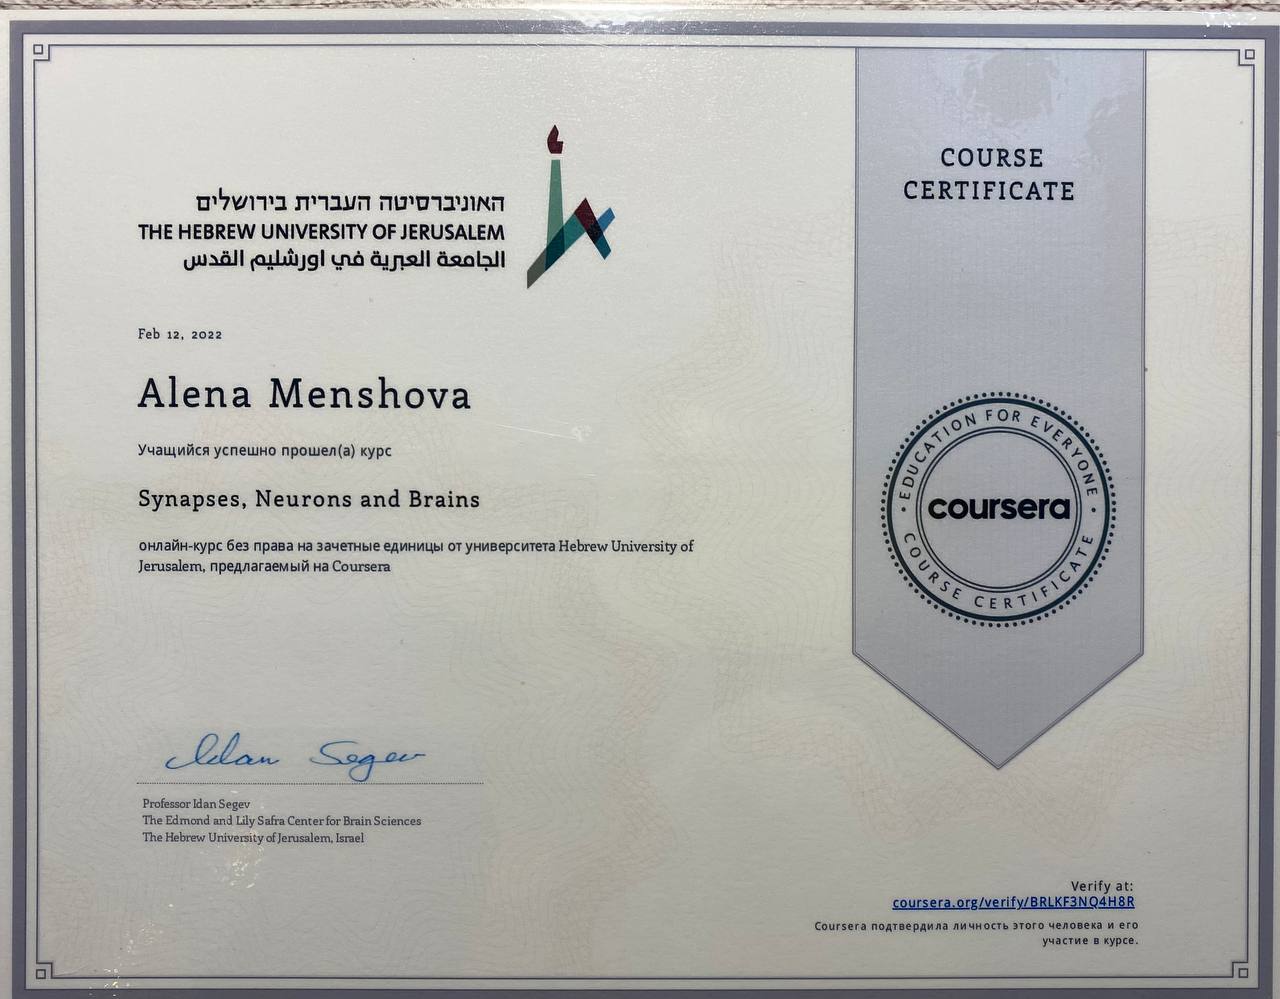 האוניברסיטה העברית בירושלים
THE HEBREW UNIVERSITY OF JERUSALEM
الجامعة العبرية في اورشليم القدس
Feb 12, 2022
Alena Menshova
Учащийся успешно прошел(а) курс
Synapses, Neurons and Brains
онлайн-курс без права на зачетные единицы от университета Hebrew University of
Jerusalem, предлагаемый на Coursera
Idan Segev
Professor Idan Segev
The Edmond and Lily Safra Center for Brain Sciences
The Hebrew University of Jerusalem, Israel
COURSE
CERTIFICATE
EDUCATION FOR EVERYONE
coursera
COURSE CERTIFICATE
Verify at:
coursera.org/verify/BRLKF3NQ4H8R
Coursera подтвердила личность этого человека и его
участие в курсе.